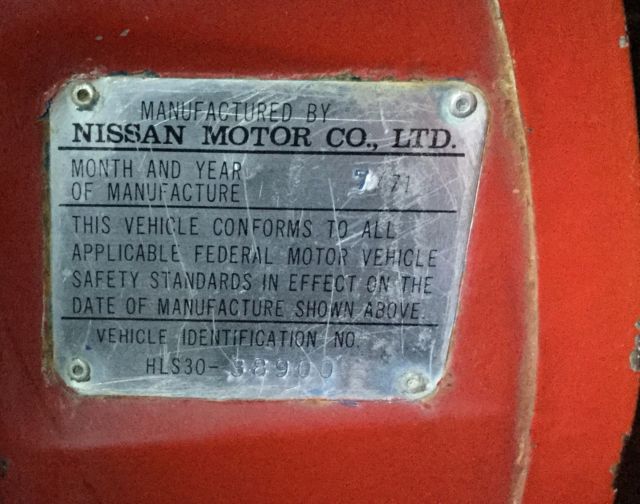 MANUFACTURED BY
NISSAN MOTOR CO., LTD.
MONTH AND YEAR
OF MANUFACTURE 7/71
THIS VEHICLE CONFORMS TO ALL
APPLICABLE FEDERAL MOTOR VEHICLE
SAFETY STANDARDS IN EFFECT ON THE
DATE OF MANUFACTURE SHOWN ABOVE.
VEHICLE IDENTIFICATION NO.
HLS30-38900